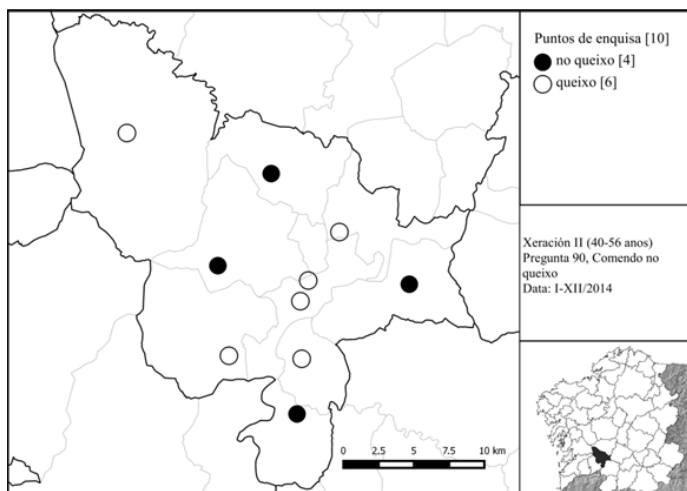 Puntos de enquisa [10]
no queixo [4]
queixo [6]
Xeración II (40-56 anos)
Pregunta 90, Comendo no
queixo
Data: I-XII/2014
0 2.5 5 7.5 10 km